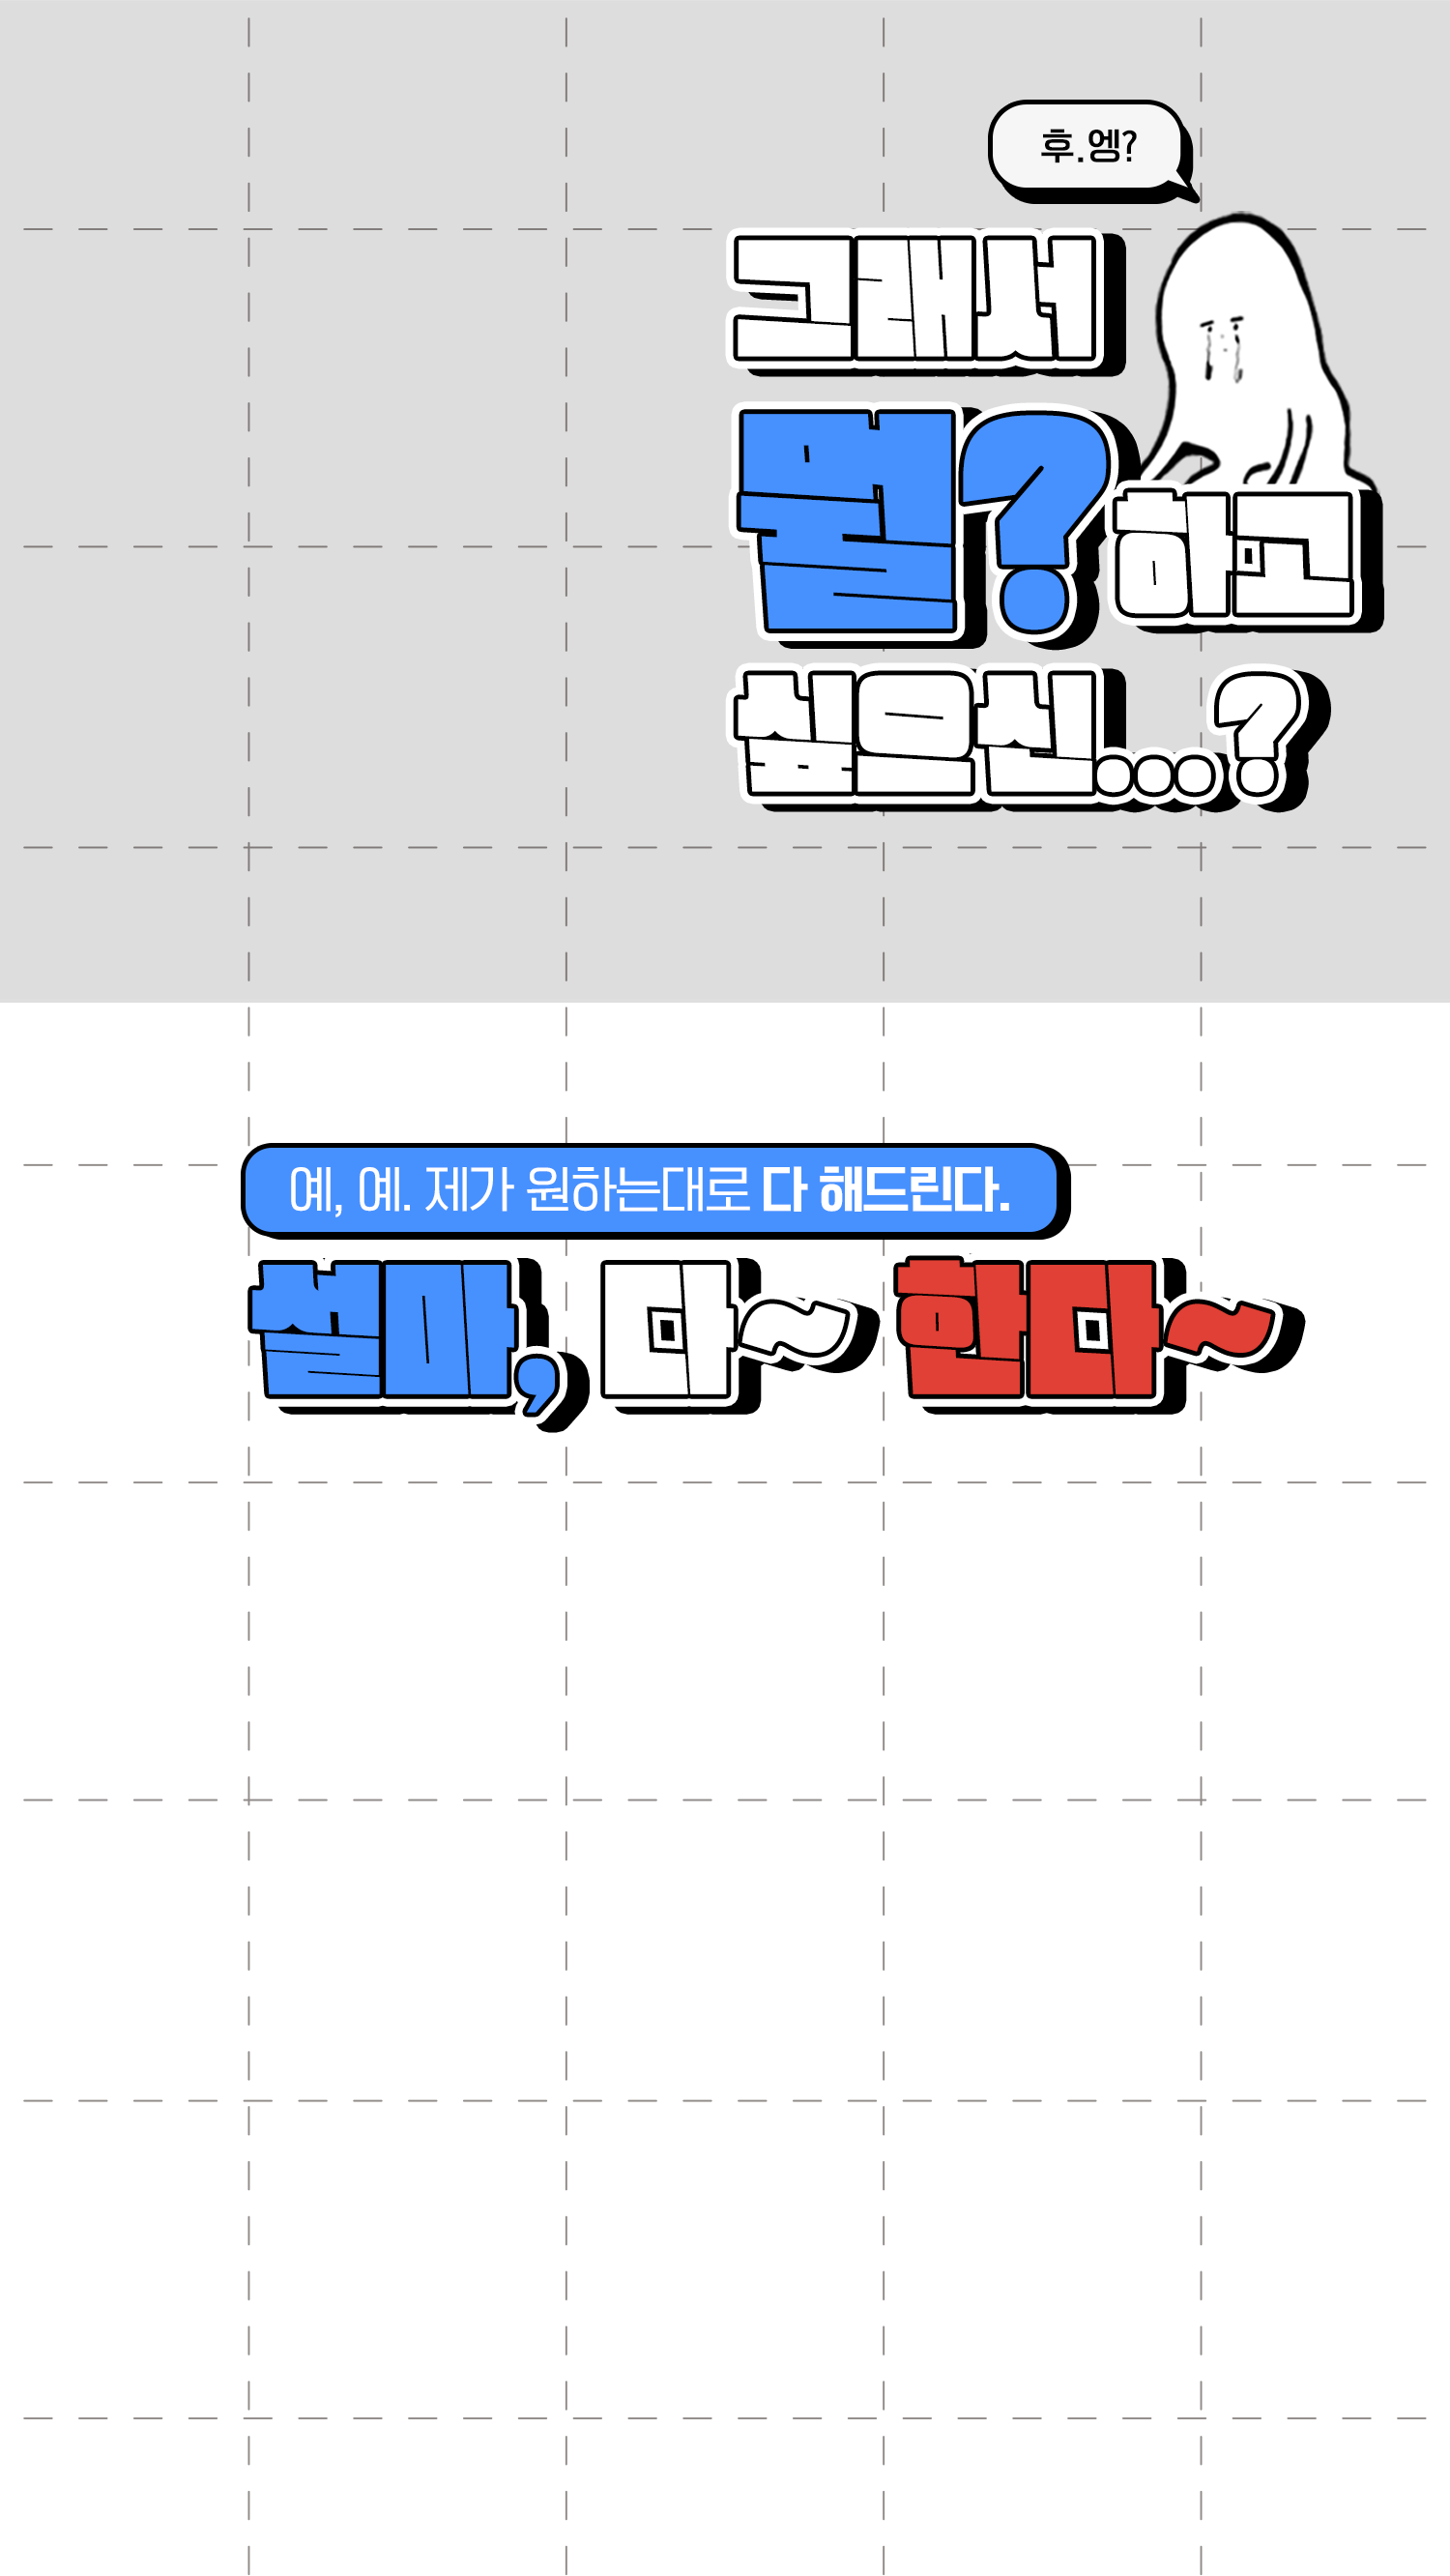 후.엥?
그래서
뭘? 하고
싶으신...?
예, 예. 제가 원하는대로 다 해드린다.
설마, 다~ 한다~